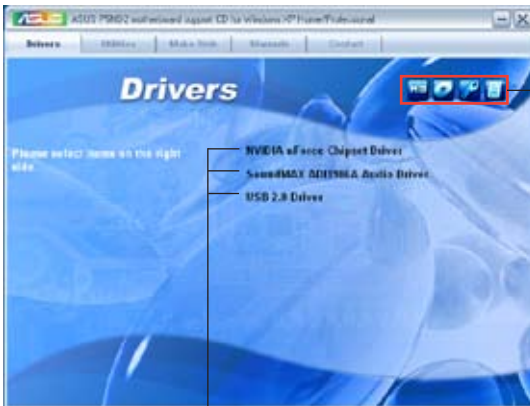 ASUS P5ND2 motherboard support CD for Windows XP Home/Professional
Drivers Utilities Make Disk Manuals Contact
Drivers
Please select items on the right side
NVIDIA nForce Chipset Driver
SoundMAX ADI1986A Audio Driver
USB 2.0 Driver